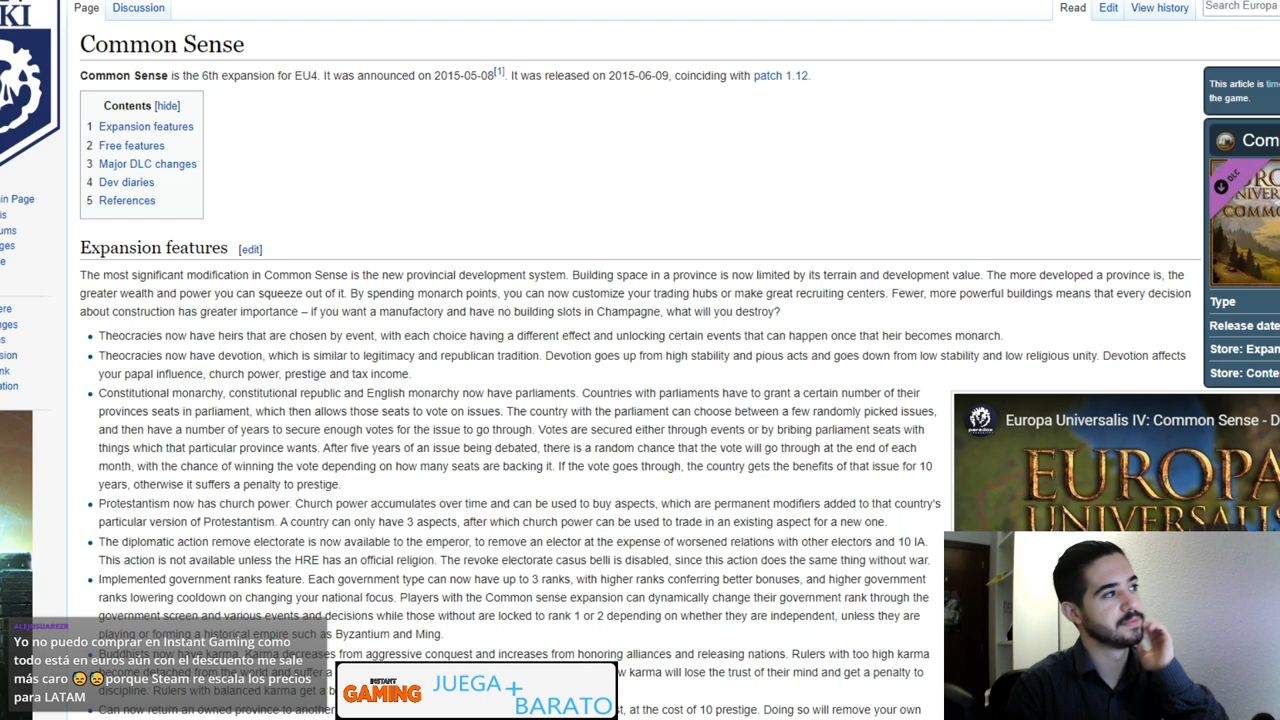 KI
Page
Discussion
Read
Edit
View history
Search Europa
Common Sense
Common Sense is the 6th expansion for EU4. It was announced on 2015-05-08[1]. It was released on 2015-06-09, coinciding with patch 1.12.
Contents [hide]
1 Expansion features
2 Free features
3 Major DLC changes
4 Dev diaries
5 References
This article is
the game.
Com
DLC
Type
Release date
Store: Expan
Store: Conte
in Page
Expansion features [edit]
The most significant modification in Common Sense is the new provincial development system. Building space in a province is now limited by its terrain and development value. The more developed a province is, the
greater wealth and power you can squeeze out of it. By spending monarch points, you can now customize your trading hubs or make great recruiting centers. Fewer, more powerful buildings means that every decision
about construction has greater importance – if you want a manufactory and have no building slots in Champagne, what will you destroy?
Theocracies now have heirs that are chosen by event, with each choice having a different effect and unlocking certain events that can happen once that heir becomes monarch.
Theocracies now have devotion, which is similar to legitimacy and republican tradition. Devotion goes up from high stability and pious acts and goes down from low stability and low religious unity. Devotion affects
your papal influence, church power, prestige and tax income.
Constitutional monarchy, constitutional republic and English monarchy now have parliaments. Countries with parliaments have to grant a certain number of their
provinces seats in parliament, which then allows those seats to vote on issues. The country with the parliament can choose between a few randomly picked issues,
and then have a number of years to secure enough votes for the issue to go through. Votes are secured either through events or by bribing parliament seats with
things which that particular province wants. After five years of an issue being debated, there is a random chance that the vote will go through at the end of each
month, with the chance of winning the vote depending on how many seats are backing it. If the vote goes through, the country gets the benefits of that issue for 10
years, otherwise it suffers a penalty to prestige.
Protestantism now has church power. Church power accumulates over time and can be used to buy aspects, which are permanent modifiers added to that country's
particular version of Protestantism. A country can only have 3 aspects, after which church power can be used to trade in an existing aspect for a new one.
The diplomatic action remove electorate is now available to the emperor, to remove an elector at the expense of worsened relations with other electors and 10 IA.
This action is not available unless the HRE has an official religion. The revoke electorate casus belli is disabled, since this action does the same thing without war.
Implemented government ranks feature. Each government type can now have up to 3 ranks, with higher ranks conferring better bonuses, and higher government
ranks lowering cooldown on changing your national focus. Players with the Common sense expansion can dynamically change their government rank through the
government screen and various events and decisions while those without are locked to rank 1 or 2 depending on whether they are independent, unless they are
playing or forming a historical empire such as Byzantium and Ming.
Buddhists now have karma. Karma decreases from aggressive conquest and increases from honoring alliances and releasing nations. Rulers with too high karma
become detached from the world and suffer a
w karma will lose the trust of their mind and get a penalty to
discipline. Rulers with balanced karma get a b
Can now return an owned province to another
st, at the cost of 10 prestige. Doing so will remove your own
Europa Universalis IV: Common Sense - D
EUROPA
UNIVERSALIS
ALEJOSUAREZR
Yo no puedo comprar en Instant Gaming como
todo está en euros aún con el descuento me sale
más caro 😥😥porque Steam re escala los precios
para LATAM
INSTANT
GAMING
JUEGA+
BARATO